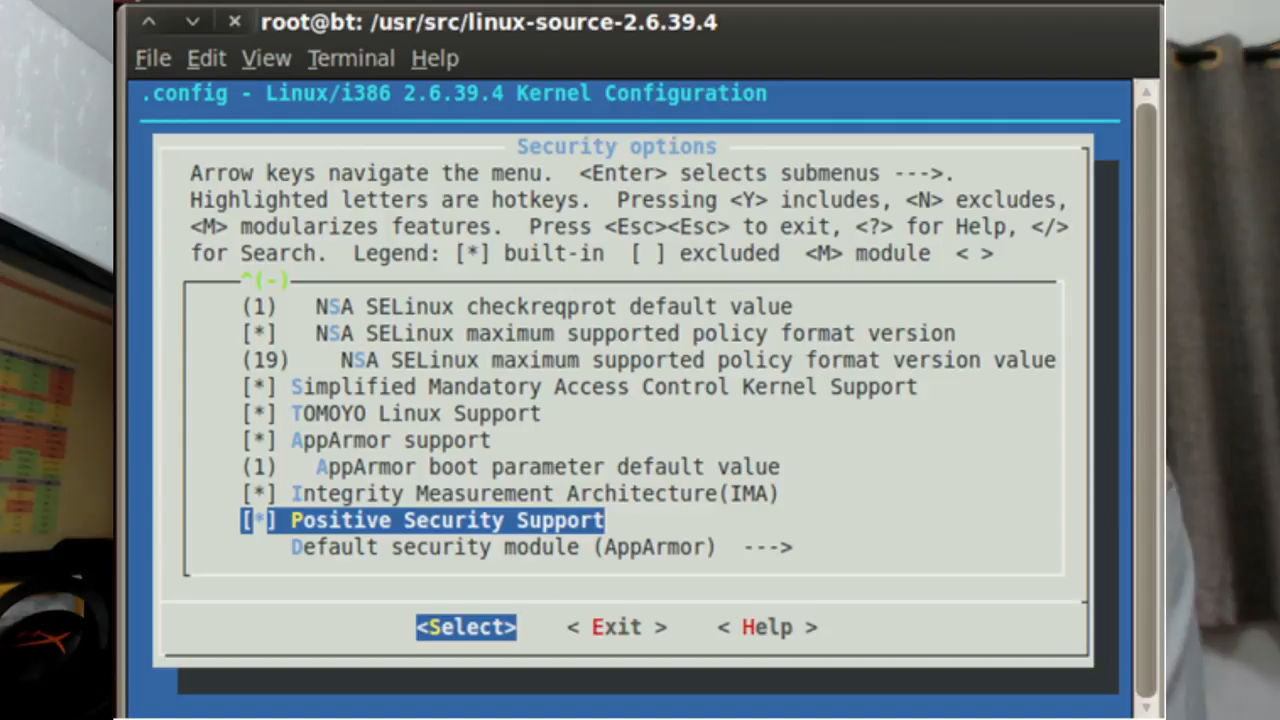 root@bt: /usr/src/linux-source-2.6.39.4
File Edit View Terminal Help
.config - Linux/i386 2.6.39.4 Kernel Configuration
Security options
Arrow keys navigate the menu. <Enter> selects submenus --->.
Highlighted letters are hotkeys. Pressing <Y> includes, <N> excludes,
<M> modularizes features. Press <Esc><Esc> to exit, <?> for Help, </>
for Search. Legend: [*] built-in [ ] excluded <M> module < >
^(-)
(1) NSA SELinux checkreqprot default value
[*] NSA SELinux maximum supported policy format version
(19) NSA SELinux maximum supported policy format version value
[*] Simplified Mandatory Access Control Kernel Support
[*] TOMOYO Linux Support
[*] AppArmor support
(1) AppArmor boot parameter default value
[*] Integrity Measurement Architecture(IMA)
[*] Positive Security Support
Default security module (AppArmor) --->
<Select> < Exit > < Help >